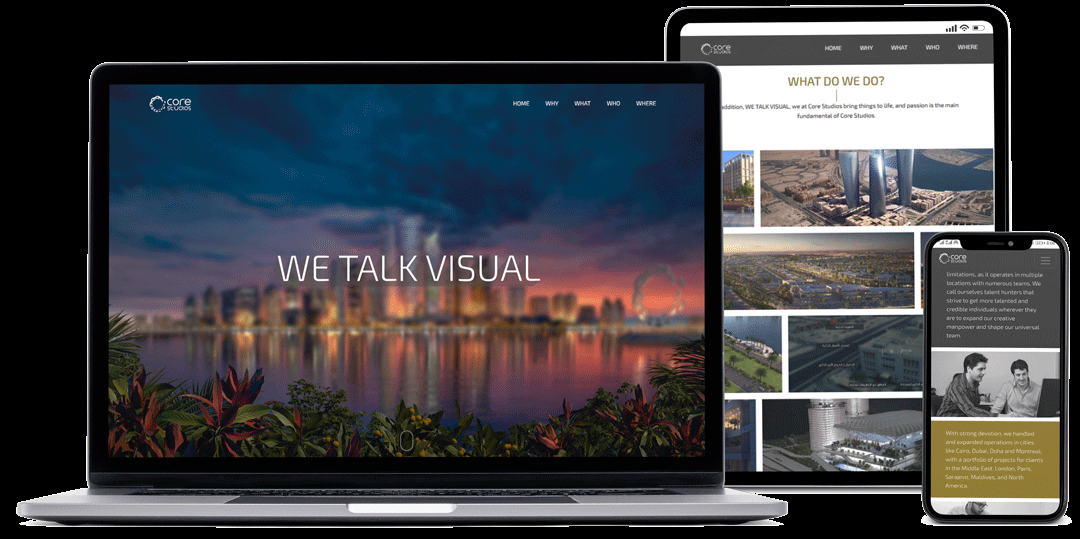 core
STUDIOS
HOME WHY WHAT WHO WHERE
WE TALK VISUAL
core
STUDIOS
HOME WHY WHAT WHO WHERE
WHAT DO WE DO?
addition, WE TALK VISUAL, we at Core Studios bring things to life, and passion is the main
fundamental of Core Studios.
core
STUDIOS
limitations, as it operates in multiple
locations with numerous teams. We
call ourselves talent hunters that
strive to get more talented and
credible individuals wherever they
are to expand our creative
manpower and shape our universal
team.
With strong devotion, we handled
and expanded operations in cities
like Cairo, Dubai, Doha and Montreal,
with a portfolio of projects for clients
in the Middle East, London, Paris,
Sarajevo, Maldives, and North
America.